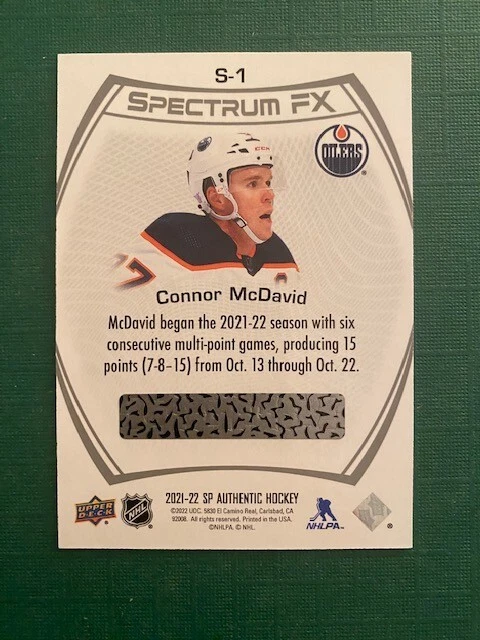 S-1
SPECTRUM FX
OILERS
CCM
7
Connor McDavid
McDavid began the 2021-22 season with six
consecutive multi-point games, producing 15
points (7-8–15) from Oct. 13 through Oct. 22.
2021-22 SP AUTHENTIC HOCKEY
UPPER
DECK
NHL
©2022 UDC. 5830 El Camino Real, Carlsbad, CA
92008. All rights reserved. Printed in the USA.
©NHLPA. © NHL.
NHLPA